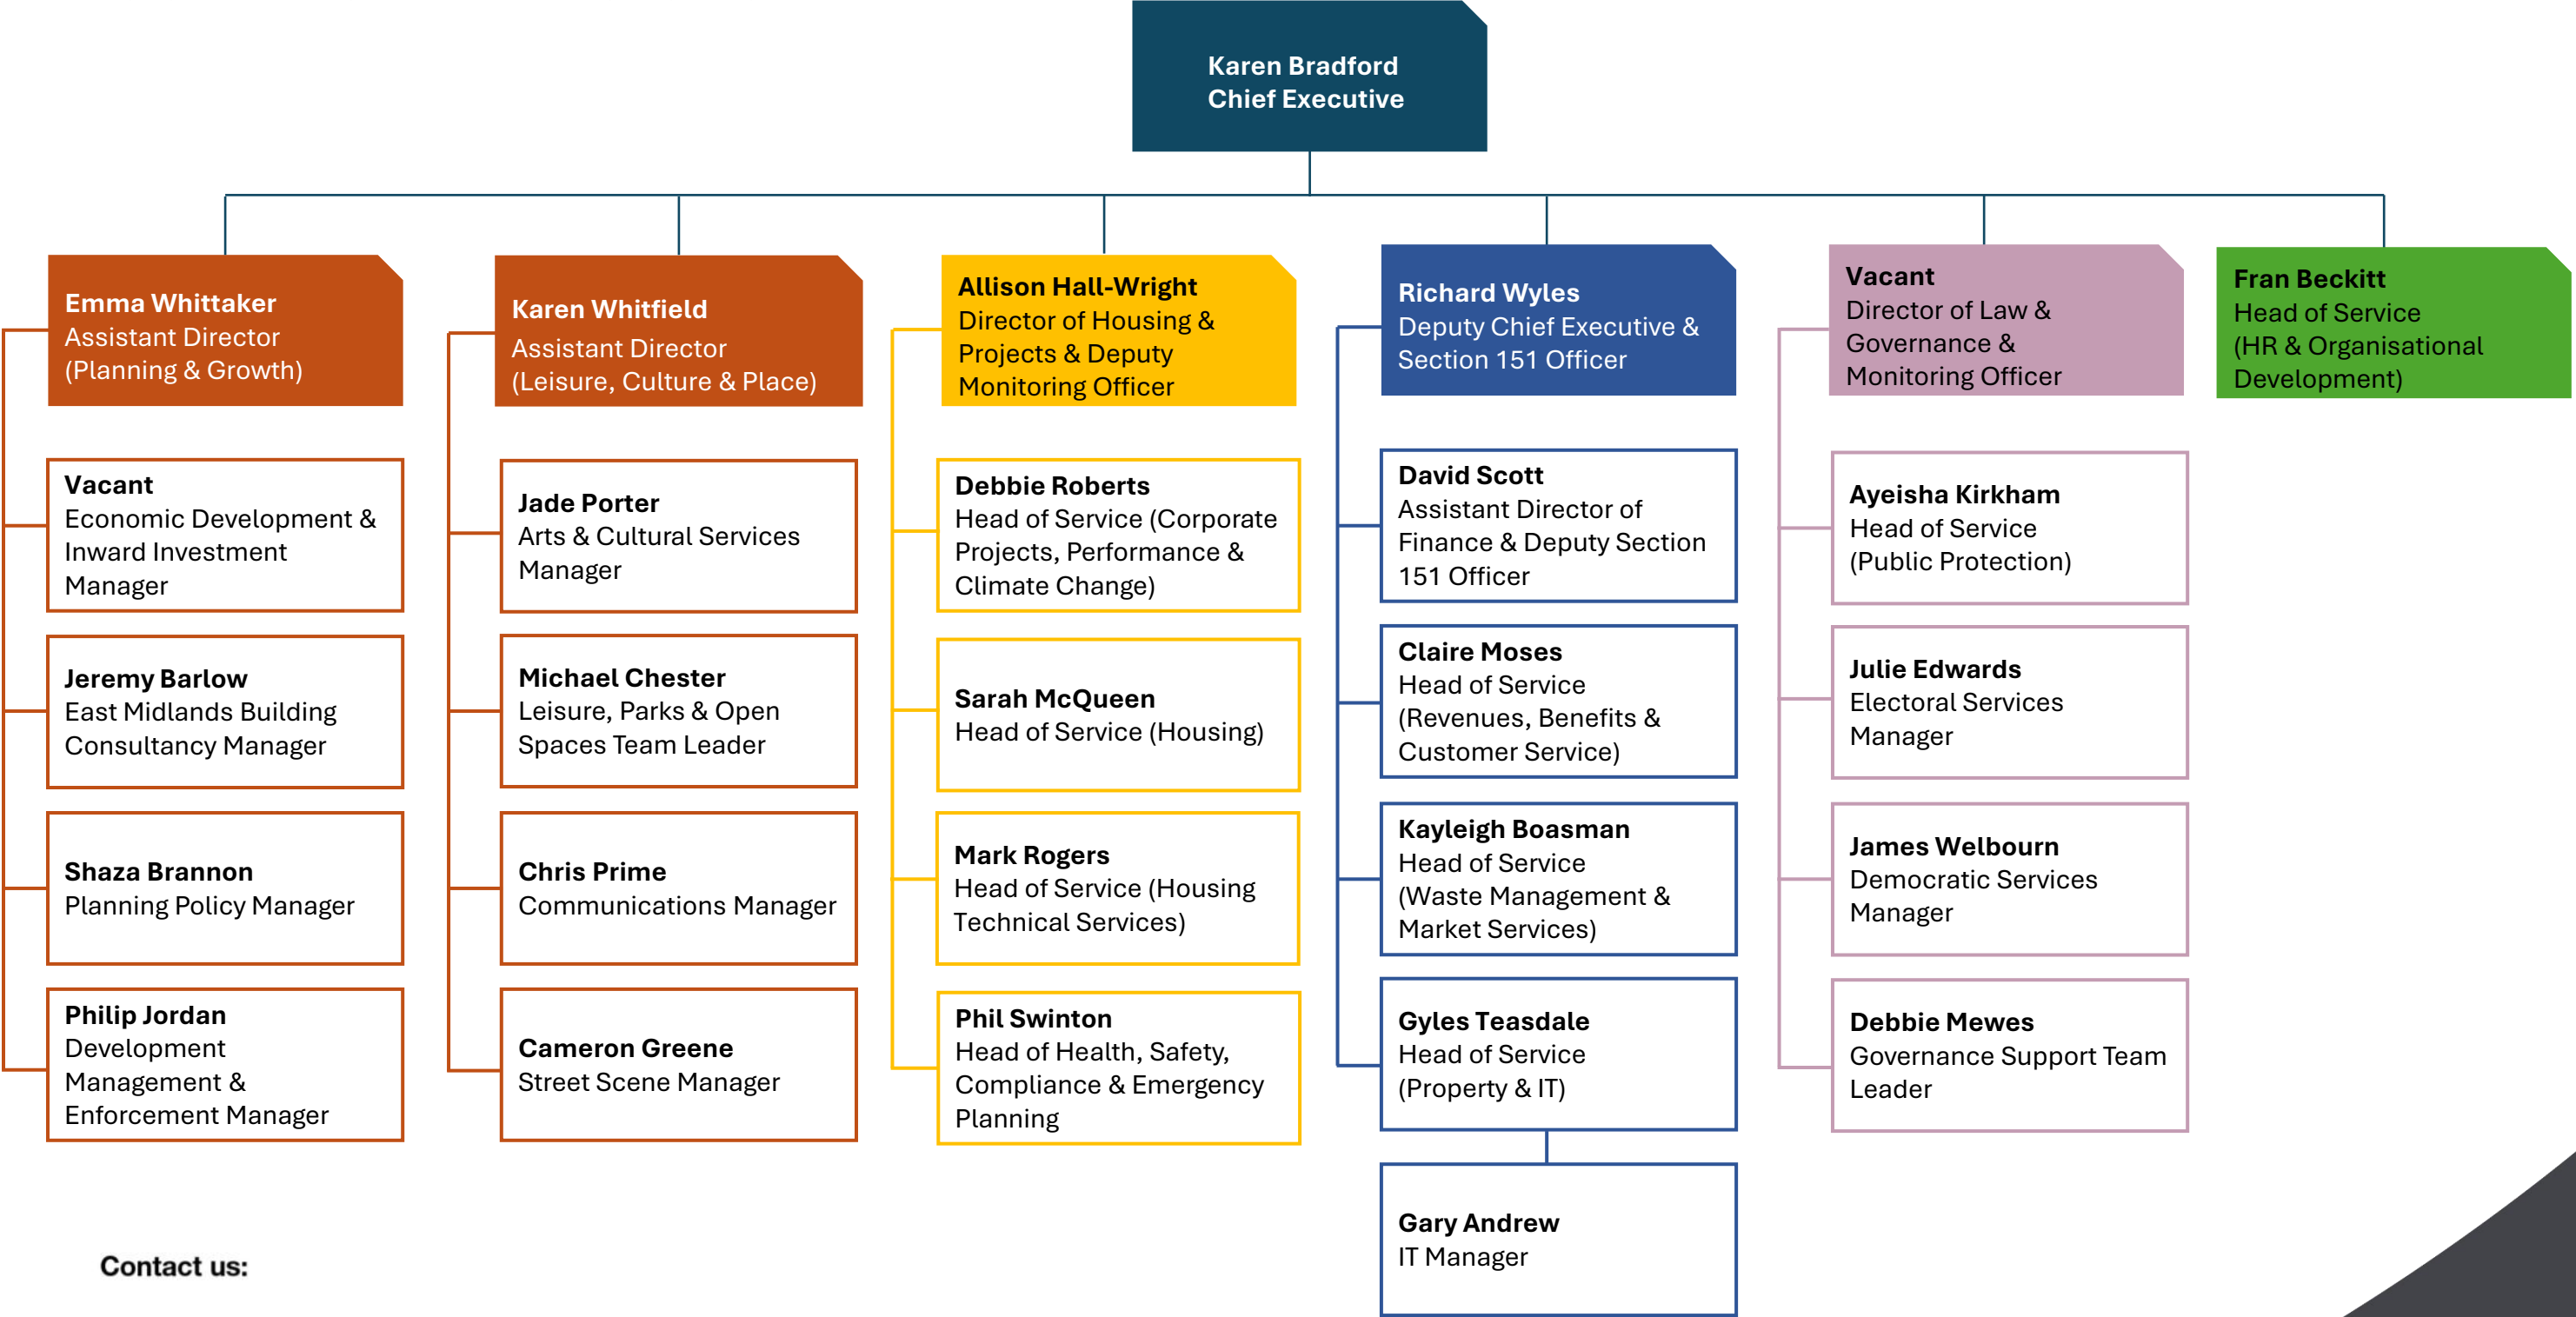 Karen Bradford
Chief Executive
Emma Whittaker
Assistant Director
(Planning & Growth)
Karen Whitfield
Assistant Director
(Leisure, Culture & Place)
Allison Hall-Wright
Director of Housing &
Projects & Deputy
Monitoring Officer
Richard Wyles
Deputy Chief Executive &
Section 151 Officer
Vacant
Director of Law &
Governance &
Monitoring Officer
Fran Beckitt
Head of Service
(HR & Organisational
Development)
Vacant
Economic Development &
Inward Investment
Manager
Jeremy Barlow
East Midlands Building
Consultancy Manager
Shaza Brannon
Planning Policy Manager
Philip Jordan
Development
Management &
Enforcement Manager
Jade Porter
Arts & Cultural Services
Manager
Michael Chester
Leisure, Parks & Open
Spaces Team Leader
Chris Prime
Communications Manager
Cameron Greene
Street Scene Manager
Debbie Roberts
Head of Service (Corporate
Projects, Performance &
Climate Change)
Sarah McQueen
Head of Service (Housing)
Mark Rogers
Head of Service (Housing
Technical Services)
Phil Swinton
Head of Health, Safety,
Compliance & Emergency
Planning
David Scott
Assistant Director of
Finance & Deputy Section
151 Officer
Claire Moses
Head of Service
(Revenues, Benefits &
Customer Service)
Kayleigh Boasman
Head of Service
(Waste Management &
Market Services)
Gyles Teasdale
Head of Service
(Property & IT)
Gary Andrew
IT Manager
Ayeisha Kirkham
Head of Service
(Public Protection)
Julie Edwards
Electoral Services
Manager
James Welbourn
Democratic Services
Manager
Debbie Mewes
Governance Support Team
Leader
Contact us: